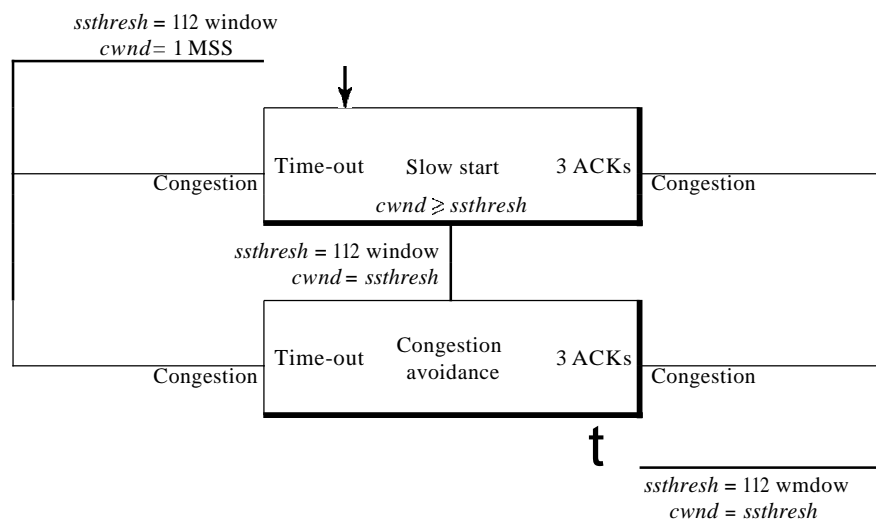 ssthresh = 112 window
cwnd = 1 MSS
Time-out
Slow start
3 ACKs
Congestion
Congestion
cwnd ⩾ ssthresh
ssthresh = 112 window
cwnd = ssthresh
Time-out
Congestion
avoidance
3 ACKs
Congestion
Congestion
t
ssthresh = 112 wmdow
cwnd = ssthresh